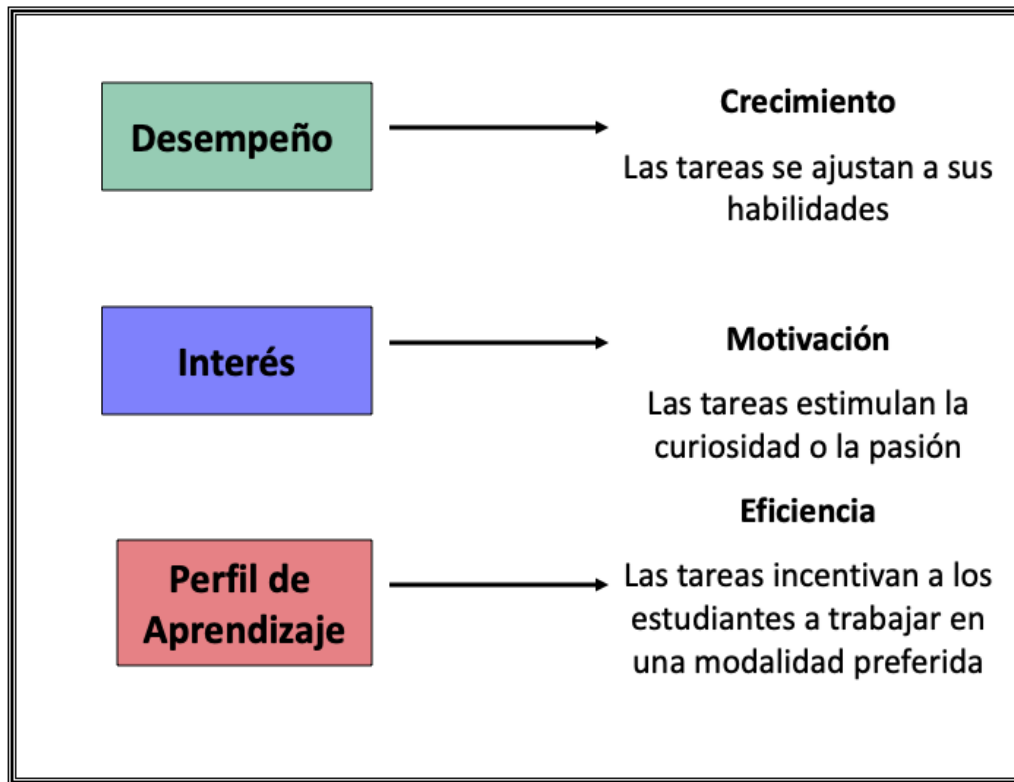 Desempeño
Crecimiento
Las tareas se ajustan a sus
habilidades
Interés
Motivación
Las tareas estimulan la
curiosidad o la pasión
Perfil de
Aprendizaje
Eficiencia
Las tareas incentivan a los
estudiantes a trabajar en
una modalidad preferida